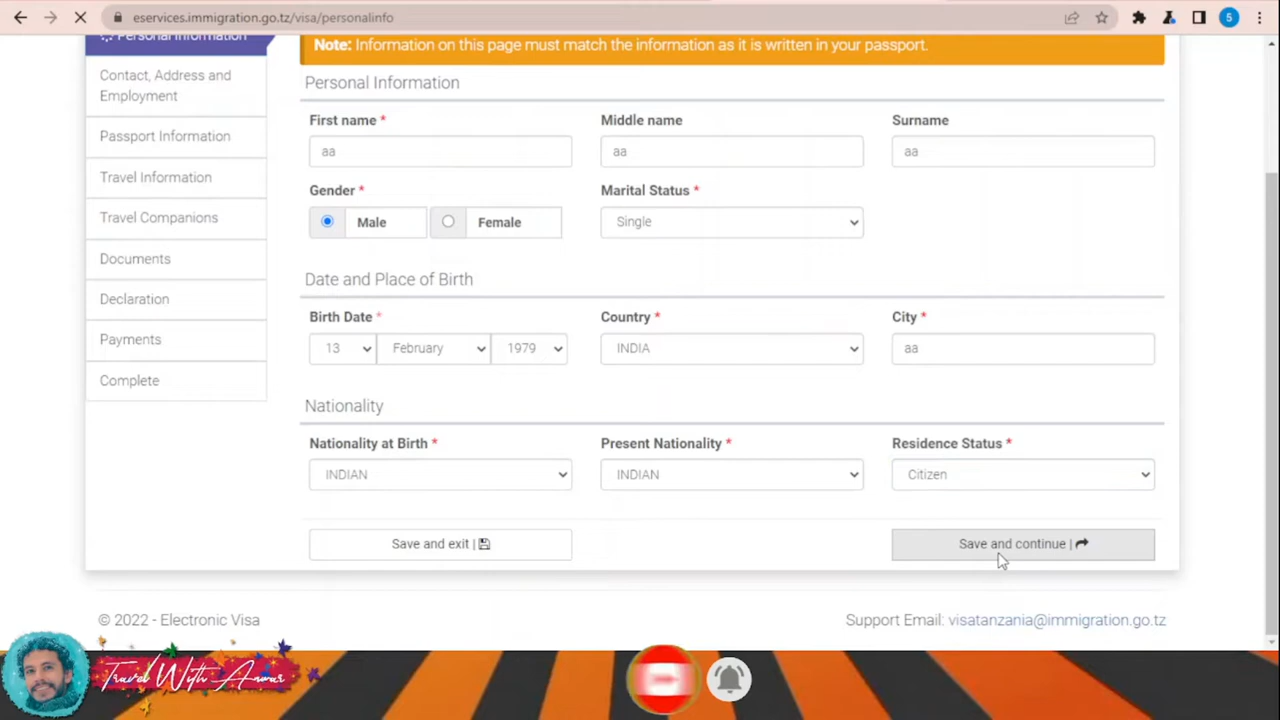 eservices.immigration.go.tz/visa/personalinfo
5
Personal Information
Note: Information on this page must match the information as it is written in your passport.
Contact, Address and
Employment
Passport Information
Travel Information
Travel Companions
Documents
Declaration
Payments
Complete
Personal Information
First name * Middle name Surname
aa aa aa
Gender * Marital Status *
Male Female Single
Date and Place of Birth
Birth Date * Country * City *
13 February 1979 INDIA aa
Nationality
Nationality at Birth * Present Nationality * Residence Status *
INDIAN INDIAN Citizen
Save and exit | Save and continue |
© 2022 - Electronic Visa Support Email: visatanzania@immigration.go.tz
Travel With Anwar